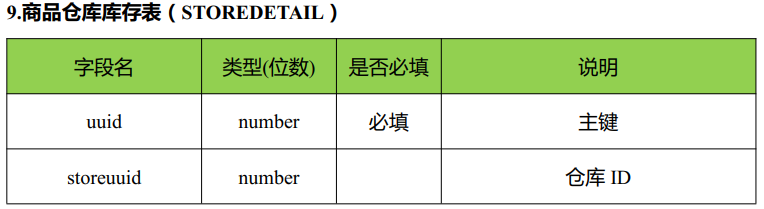 9.商品仓库库存表（STOREDETAIL）
字段名 类型(位数) 是否必填 说明
uuid number 必填 主键
storeuuid number 仓库 ID